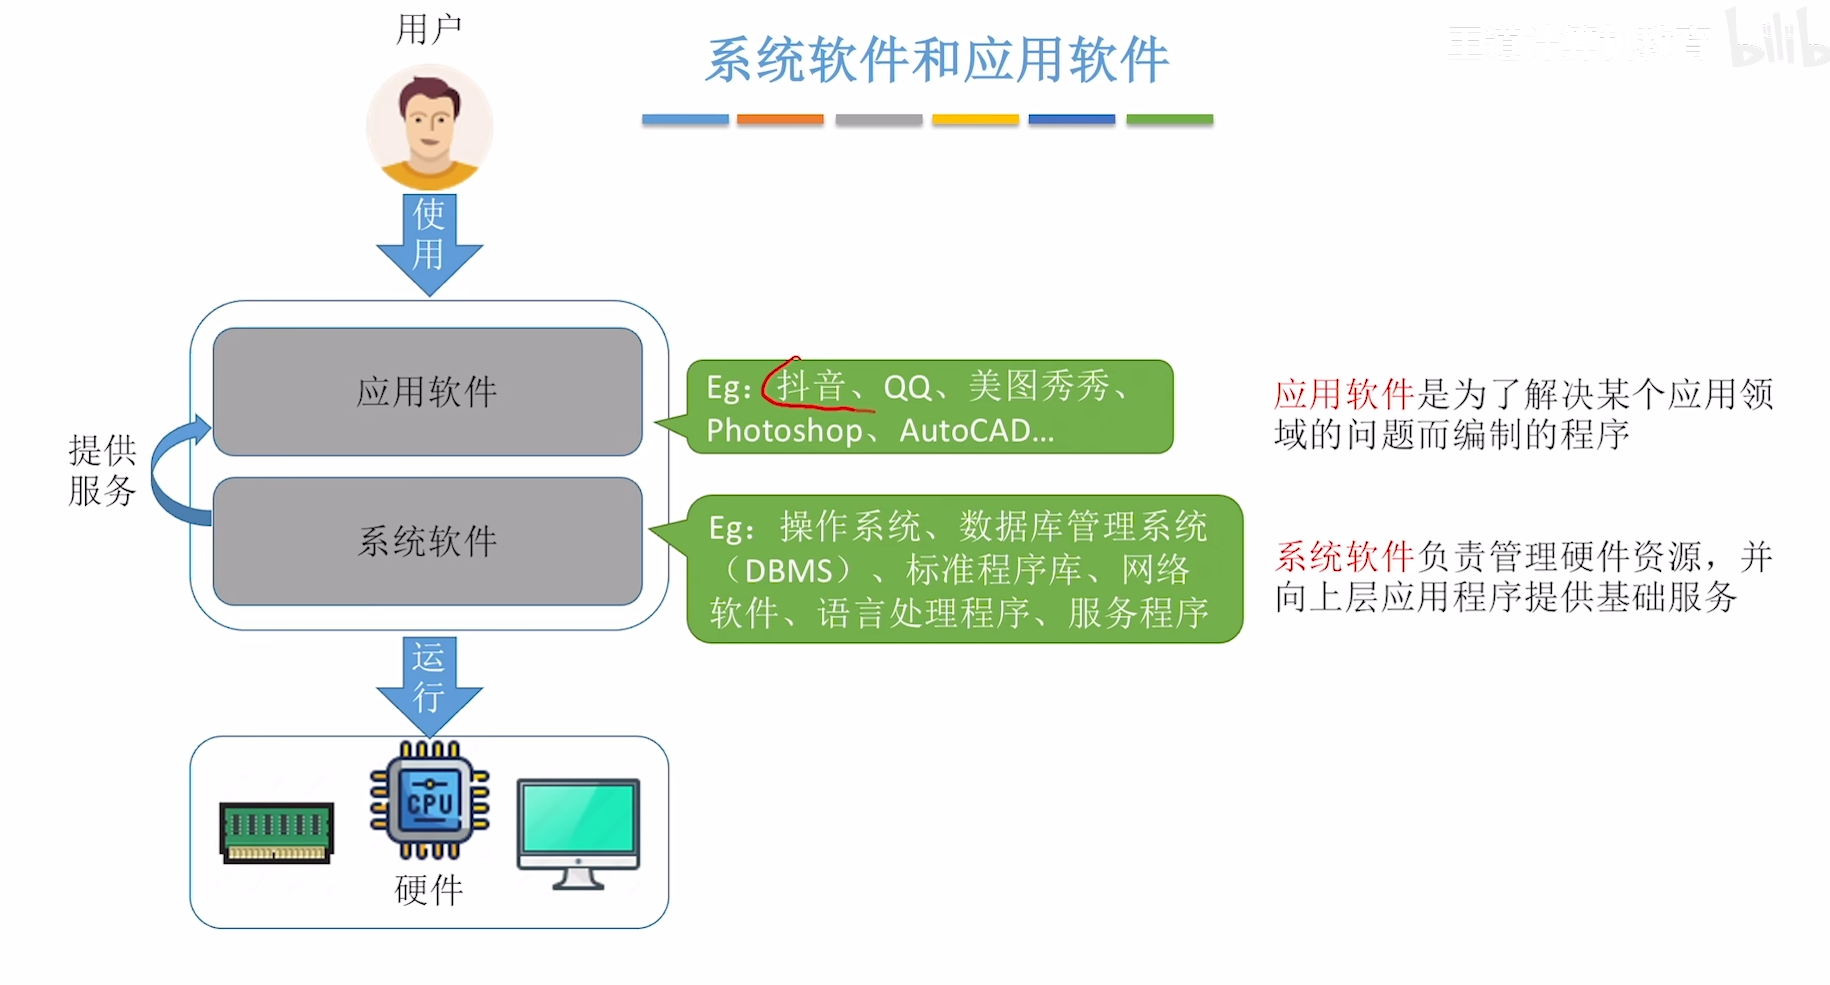 用户
系统软件和应用软件
王道计算机教育 bilib
使
用
应用软件
Eg：抖音、QQ、美图秀秀、
Photoshop、AutoCAD...
应用软件是为了解决某个应用领
域的问题而编制的程序
提供
服务
系统软件
Eg：操作系统、数据库管理系统
（DBMS）、标准程序库、网络
软件、语言处理程序、服务程序
系统软件负责管理硬件资源，并
向上层应用程序提供基础服务
运
行
CPU
硬件